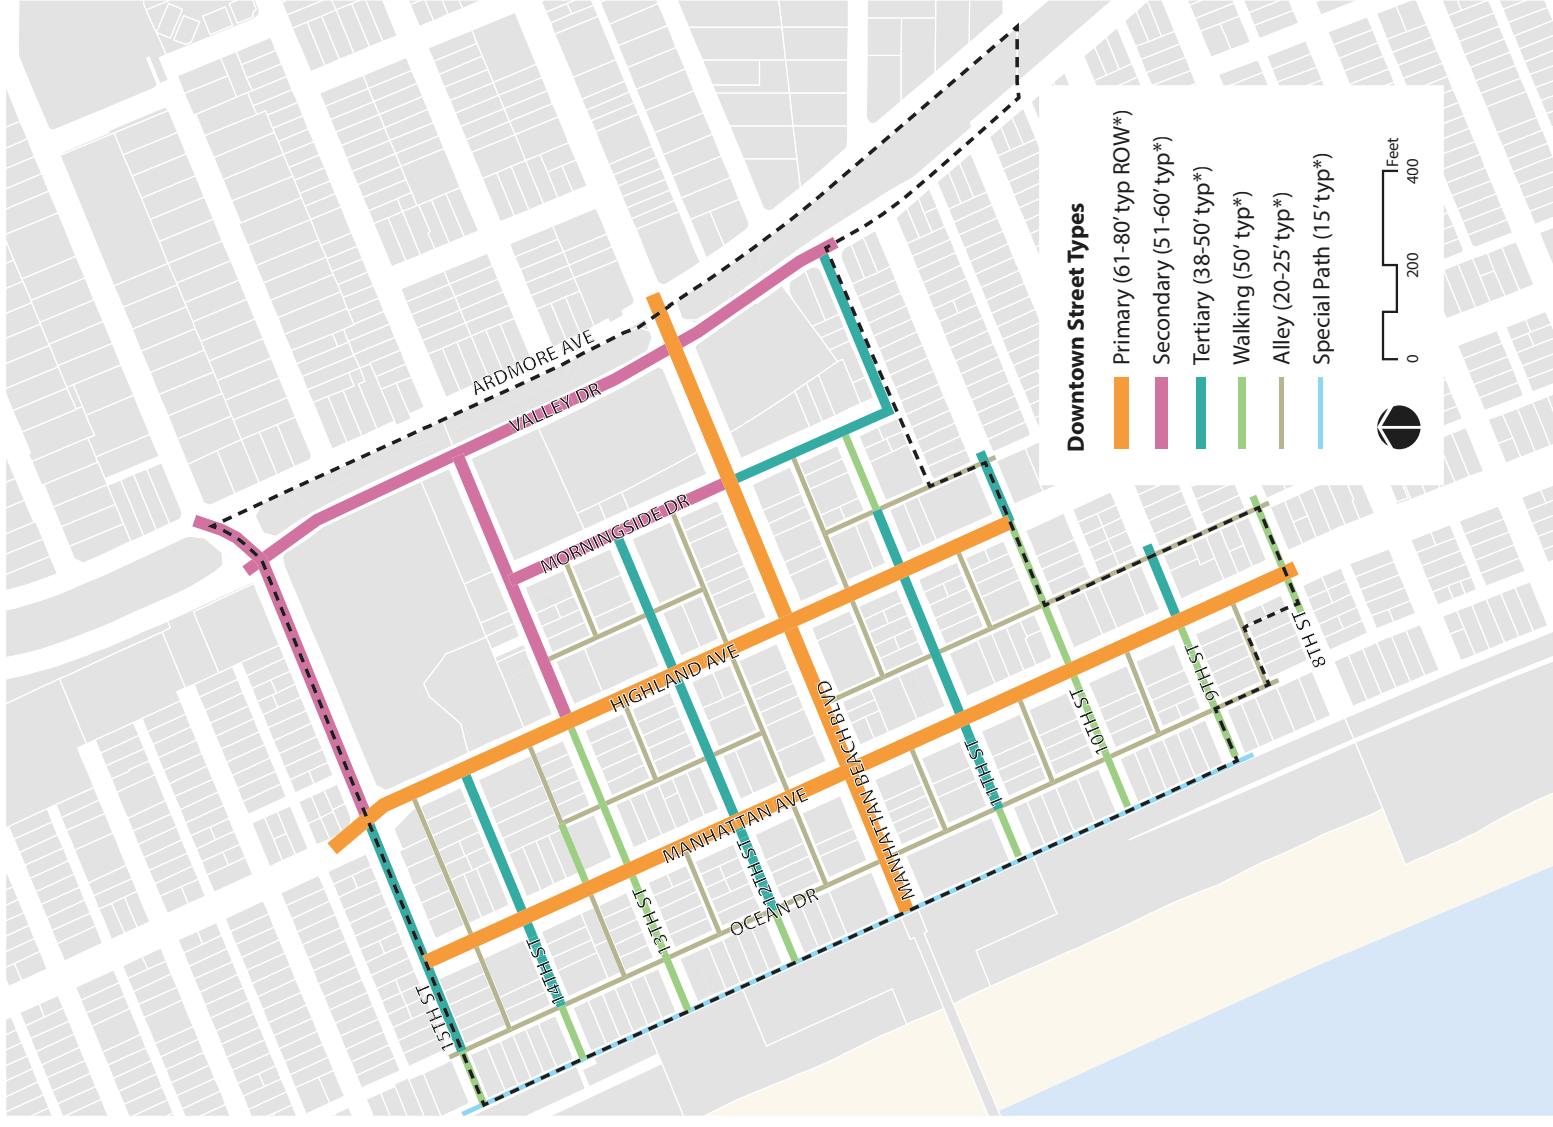 Downtown Street Types
Primary (61-80' typ ROW*)
Secondary (51-60' typ*)
Tertiary (38-50' typ*)
Walking (50' typ*)
Alley (20-25' typ*)
Special Path (15' typ*)
0
200
400
Feet
ARDMORE AVE
VALLEY DR
MORNINGSIDE DR
HIGHLAND AVE
MANHATTAN AVE
OCEAN DR
MANHATTAN BEACH BLVD
15TH ST
14TH ST
13TH ST
12TH ST
11TH ST
10TH ST
9TH ST
8TH ST